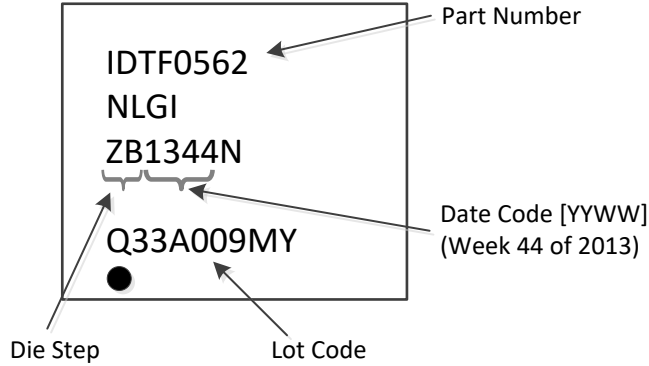 Part Number
IDTF0562
NLGI
ZB1344N
Date Code [YYWW]
(Week 44 of 2013)
Q33A009MY
Die Step
Lot Code